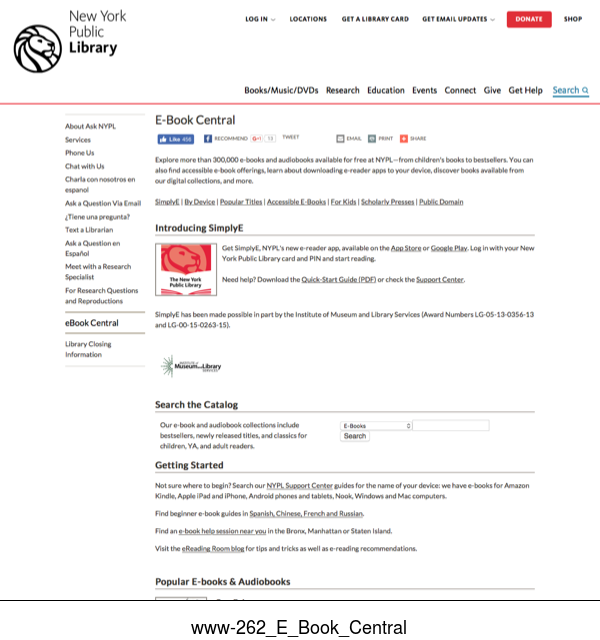 New York
Public
Library
LOG IN
LOCATIONS
GET A LIBRARY CARD
GET EMAIL UPDATES
DONATE
SHOP
Books/Music/DVDs Research Education Events Connect Give Get Help Search
About Ask NYPL
Services
Phone Us
Chat with Us
Charla con nosotros en
espanol
Ask a Question Via Email
¿Tiene una pregunta?
Text a Librarian
Ask a Question en
Español
Meet with a Research
Specialist
For Research Questions
and Reproductions
eBook Central
Library Closing
Information
E-Book Central
Like
RECOMMEND
G+1
13
TWEET
EMAIL
PRINT
SHARE
Explore more than 300,000 e-books and audiobooks available for free at NYPL—from children's books to bestsellers. You can
also find accessible e-book offerings, learn about downloading e-reader apps to your device, discover books available from
our digital collections, and more.
SimplyE | By Device | Popular Titles | Accessible E-Books | For Kids | Scholarly Presses | Public Domain
Introducing SimplyE
The New York
Public Library
Get SimplyE, NYPL's new e-reader app, available on the App Store or Google Play. Log in with your New
York Public Library card and PIN and start reading.
Need help? Download the Quick-Start Guide (PDF) or check the Support Center.
SimplyE has been made possible in part by the Institute of Museum and Library Services (Award Numbers LG-05-13-0356-13
and LG-00-15-0263-15).
INSTITUTE of
Museum and Library
SERVICES
Search the Catalog
Our e-book and audiobook collections include
bestsellers, newly released titles, and classics for
children, YA, and adult readers.
E-Books
Search
Getting Started
Not sure where to begin? Search our NYPL Support Center guides for the name of your device: we have e-books for Amazon
Kindle, Apple iPad and iPhone, Android phones and tablets, Nook, Windows and Mac computers.
Find beginner e-book guides in Spanish, Chinese, French and Russian.
Find an e-book help session near you in the Bronx, Manhattan or Staten Island.
Visit the eReading Room blog for tips and tricks as well as e-reading recommendations.
Popular E-books & Audiobooks
www-262_E_Book_Central